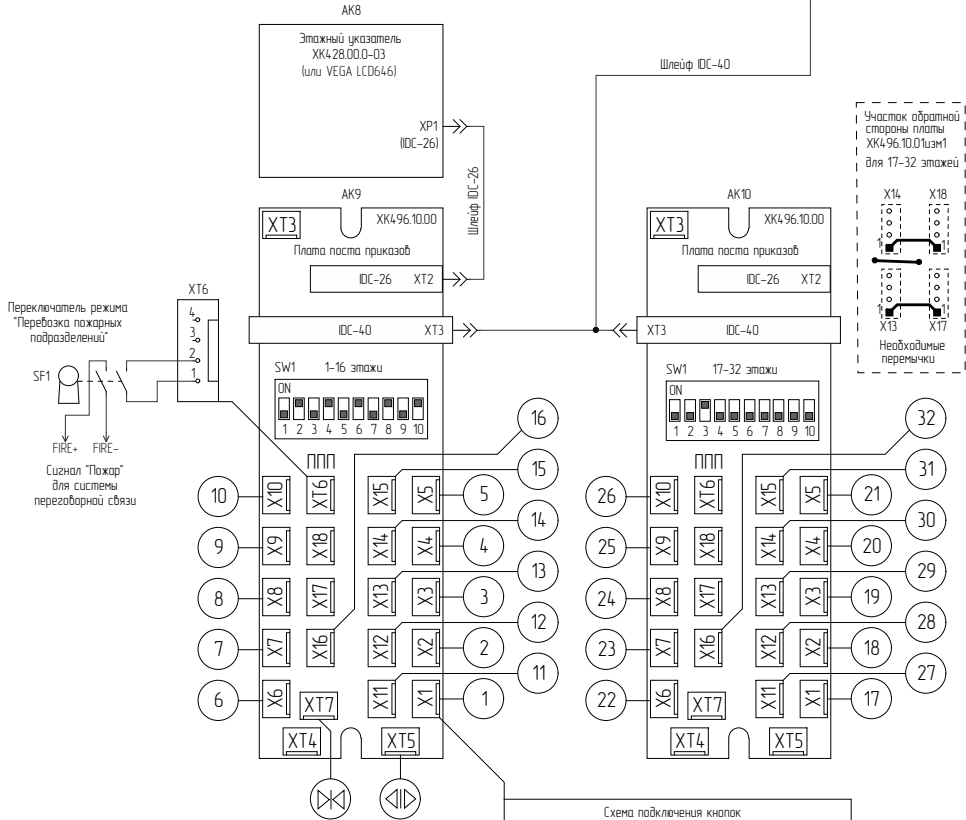 АК8
Этажный указатель
ХК428.00.0-03
(или VEGA LCD646)
XP1
(IDC-26)
Шлейф IDC-26
Шлейф IDC-40
Участок обратной
стороны платы
ХК496.10.01изм1
для 17-32 этажей
X14 X18
1 1
1 1
X13 X17
Необходимые
перемычки
АК9
XT3 ХК496.10.00
Плата поста приказов
IDC-26 XT2
IDC-40 XT3
SW1 1-16 этажи
ON
1 2 3 4 5 6 7 8 9 10
ППП
XT6
4
3
2
1
Переключатель режима
"Перевозка пожарных
подразделений"
SF1
FIRE+ FIRE-
Сигнал "Пожар"
для системы
переговорной связи
16
10 X10 XT6 X15 X5 5 15
9 X9 X18 X14 X4 4 14
8 X8 X17 X13 X3 3 13
7 X7 X16 X12 X2 2 12
6 X6 X11 X1 1 11
XT7
XT4 XT5
АК10
XT3 ХК496.10.00
Плата поста приказов
IDC-26 XT2
XT3 IDC-40
SW1 17-32 этажи
ON
1 2 3 4 5 6 7 8 9 10
ППП
32
26 X10 XT6 X15 X5 21 31
25 X9 X18 X14 X4 20 30
24 X8 X17 X13 X3 19 29
23 X7 X16 X12 X2 18 28
22 X6 X11 X1 17 27
XT7
XT4 XT5
Схема подключения кнопок